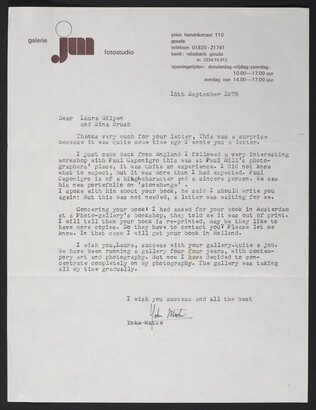 galerie jm fotostudio
prins hendrikstraat 110
gouda
telefoon 01820 - 21741
bank: rabobank gouda
openingstijden: donderdag-vrijdag-zaterdag:
10.00—17.00 uur
zondag van 14.00—17.00 uur
15th September 1978
Dear Laura Gilpen
and Gina Brush
Thanks very much for your letter, This was a surprise
because it was quite some time ago I wrote you a letter.
I just came back from England I followed a very interesting
workshop with Paul Caponigro this was at Paul Hill's photo-
graphers' place, it was quite an experience. I did not know
what to expect, but it was more than I had expected. Paul
Caponigro is of a high character and a sincere person. We saw
his new portefolio on 'stonehenge'.
I spoke with his about your book, he said I should write you
again! But this was not needed, a letter was waiting for me.
Concering your book! I had asked for your book in Amsterdam
at a Photo-gallery's bookshop, they told me it was out of print.
I will tell them your book is re-printed, may be they like to
have more copies. Do they have to contact you? Please let me
know. In that case I will get your book in Holland.
I wish you, Laura, success with your gallery, quite a job.
We have been running a gallery four four years, with contem-
pory art and photography. But now I have decided to con-
centrate completely on my photography. The gallery was taking
all my time gradually.
I wish you success and all the best
Yoka
Yoka